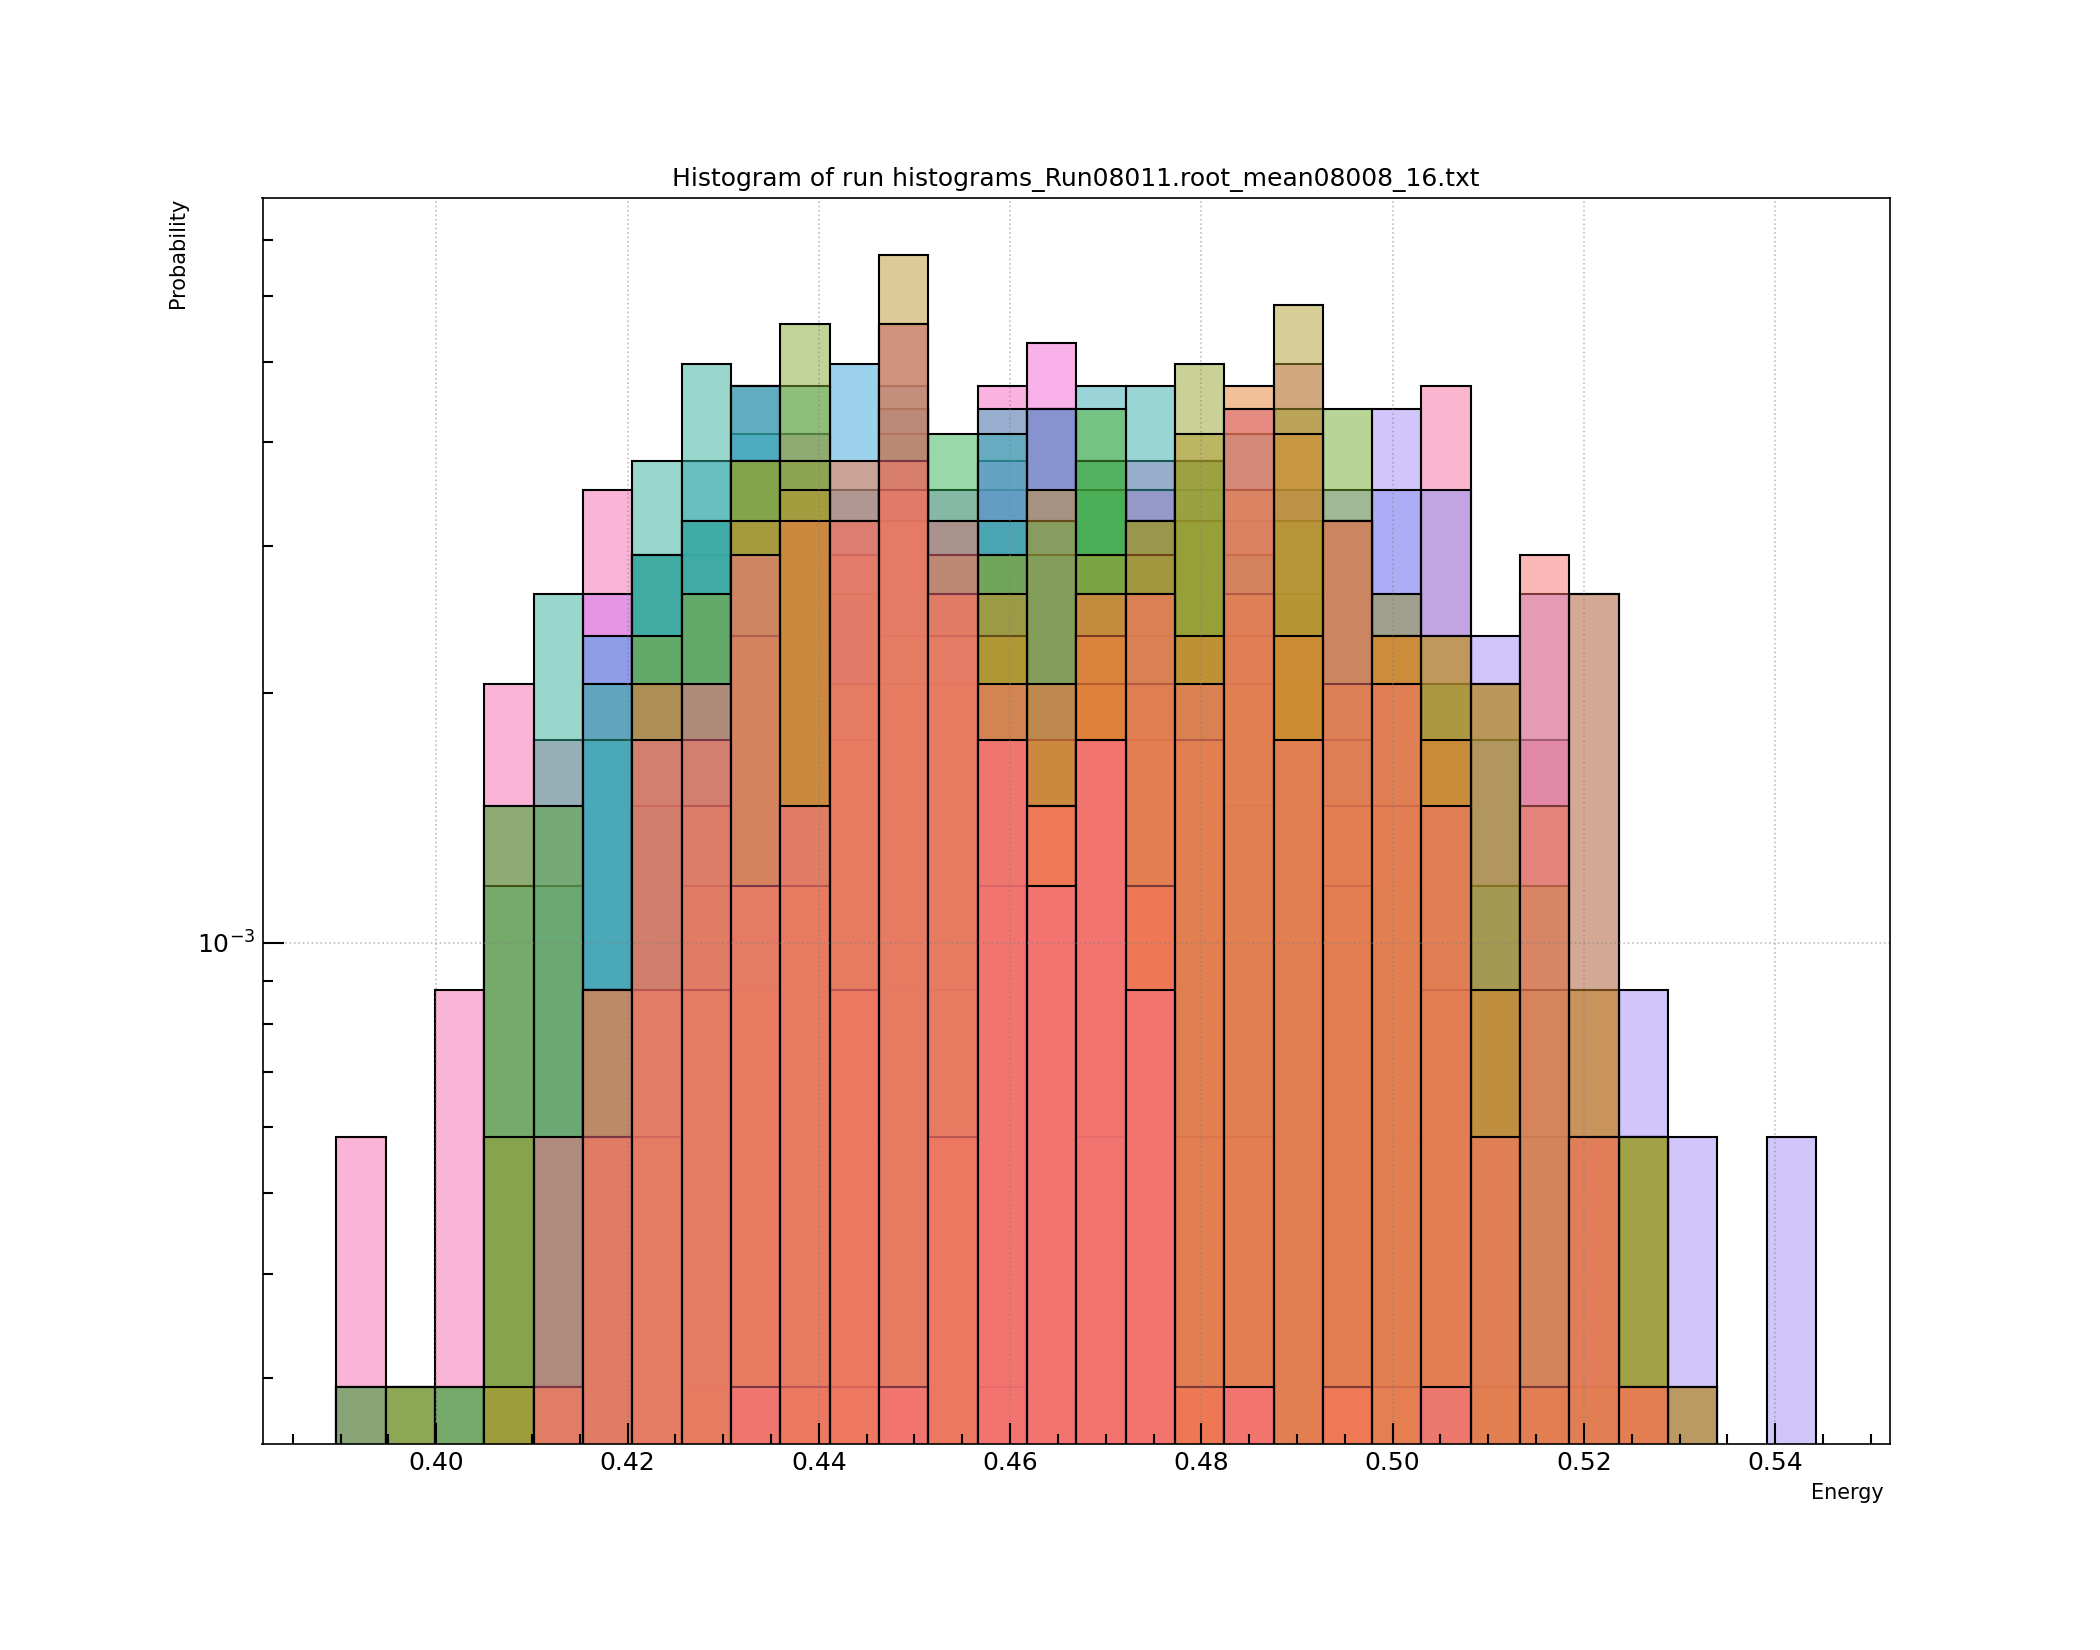 Histogram of run histograms_Run08011.root_mean08008_16.txt
Probability
10⁻³
0.40 0.42 0.44 0.46 0.48 0.50 0.52 0.54
Energy